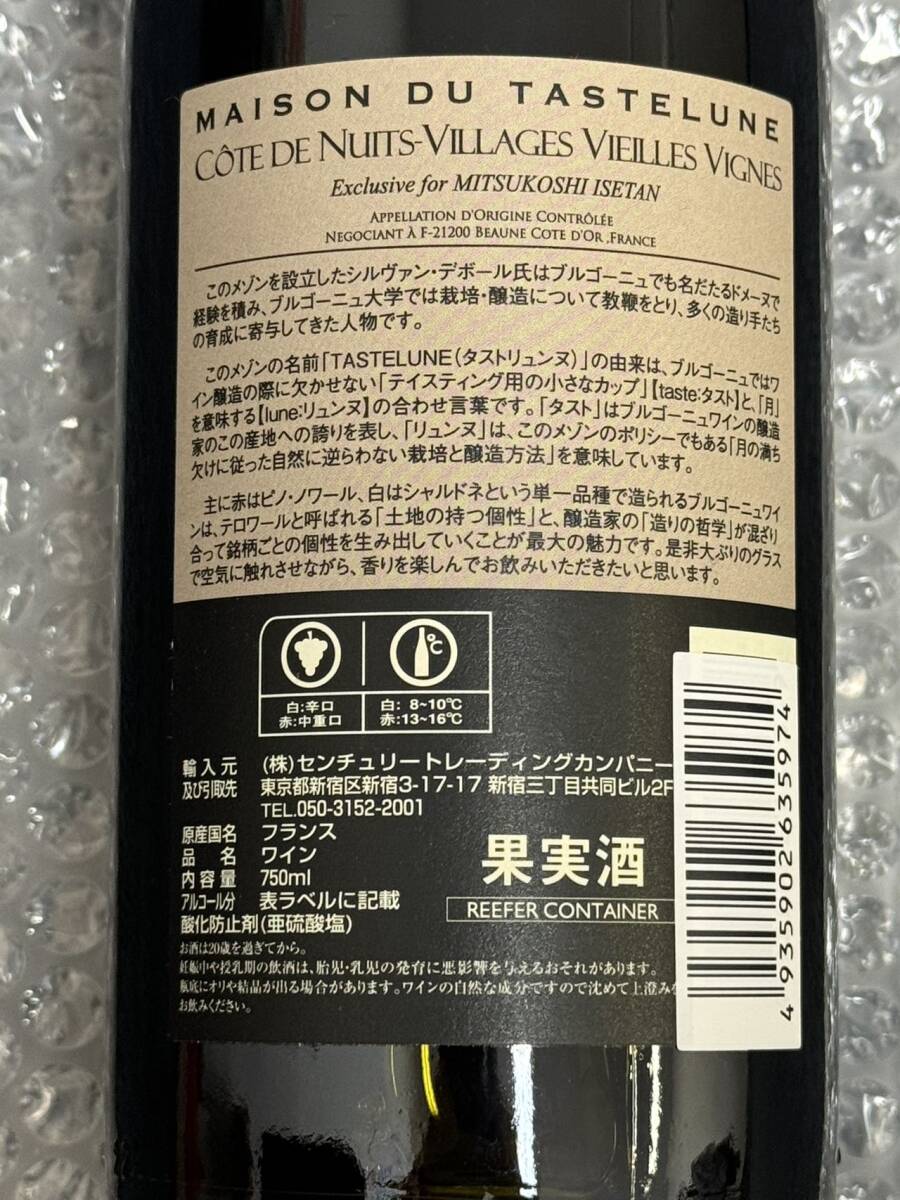 MAISON DU TASTELUNE
CÔTE DE NUITS-VILLAGES VIEILLES VIGNES
Exclusive for MITSUKOSHI ISETAN
APPELLATION D'ORIGINE CONTRÔLÉE
NEGOCIANT À F-21200 BEAUNE COTE D'OR ,FRANCE
このメゾンを設立したシルヴァン・デボール氏はブルゴーニュでも名だたるドメーヌで
経験を積み、ブルゴーニュ大学では栽培・醸造について教鞭をとり、多くの造り手たち
の育成に寄与してきた人物です。
このメゾンの名前「TASTELUNE(タストリュンヌ)」の由来は、ブルゴーニュではワ
イン醸造の際に欠かせない「テイスティング用の小さなカップ」【taste:タスト】と、「月」
を意味する【lune:リュンヌ】の合わせ言葉です。「タスト」はブルゴーニュワインの醸造
家のこの産地への誇りを表し、「リュンヌ」は、このメゾンのポリシーでもある「月の満ち
欠けに従った自然に逆らわない栽培と醸造方法」を意味しています。
主に赤はピノ・ノワール、白はシャルドネという単一品種で造られるブルゴーニュワイ
ンは、テロワールと呼ばれる「土地の持つ個性」と、醸造家の「造りの哲学」が混ざり
合って銘柄ごとの個性を生み出していくことが最大の魅力です。是非大ぶりのグラス
で空気に触れさせながら、香りを楽しんでお飲みいただきたいと思います。
℃
白:辛口 白: 8~10℃
赤:中重口 赤:13~16℃
輸入元 (株)センチュリートレーディングカンパニー
及び引取先 東京都新宿区新宿3-17-17 新宿三丁目共同ビル2F
TEL.050-3152-2001
原産国名 フランス
品名 ワイン
内容量 750ml
アルコール分 表ラベルに記載
酸化防止剤(亜硫酸塩)
果実酒
REEFER CONTAINER
お酒は20歳を過ぎてから。
妊娠中や授乳期の飲酒は、胎児・乳児の発育に悪影響を与えるおそれがあります。
瓶底にオリや結晶が出る場合があります。ワインの自然な成分ですので沈めて上澄みを
お飲みください。
4 935902 635974